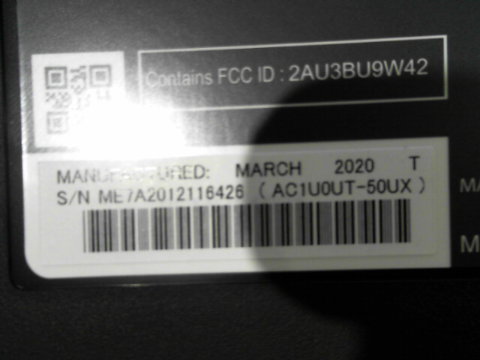 Contains FCC ID : 2AU3BU9W42
MANUFACTURED: MARCH 2020 T
S/N ME7A2012116426 ( AC1U0UT-50UX )